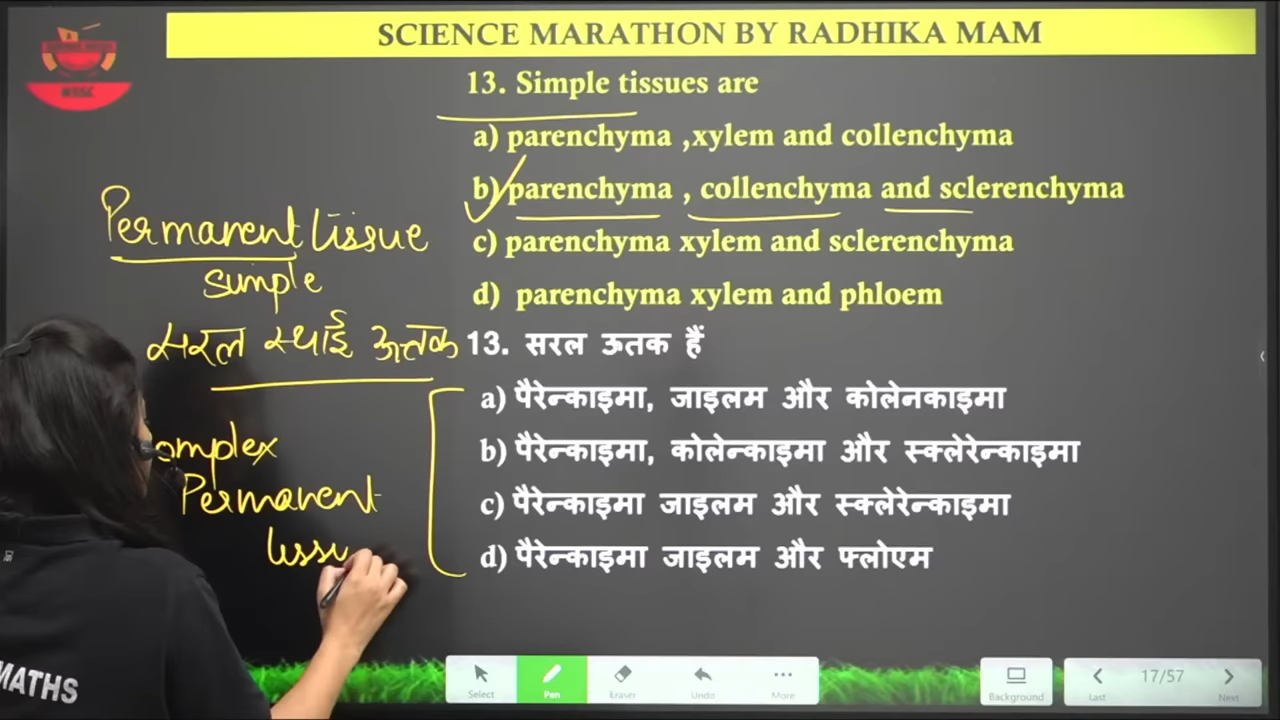 SCIENCE MARATHON BY RADHIKA MAM
WSSC
13. Simple tissues are
a) parenchyma ,xylem and collenchyma
b) parenchyma , collenchyma and sclerenchyma
c) parenchyma xylem and sclerenchyma
d) parenchyma xylem and phloem
Permanent tissue
simple
सरल स्थाई ऊतक
13. सरल ऊतक हैं
a) पैरेन्काइमा, जाइलम और कोलेनकाइमा
b) पैरेन्काइमा, कोलेन्काइमा और स्क्लेरेन्काइमा
c) पैरेन्काइमा जाइलम और स्क्लेरेन्काइमा
d) पैरेन्काइमा जाइलम और फ्लोएम
omplex
Permanent
tissu
MATHS
Select
Pen
Eraser
Undo
More
Background
Last
17/57
Next